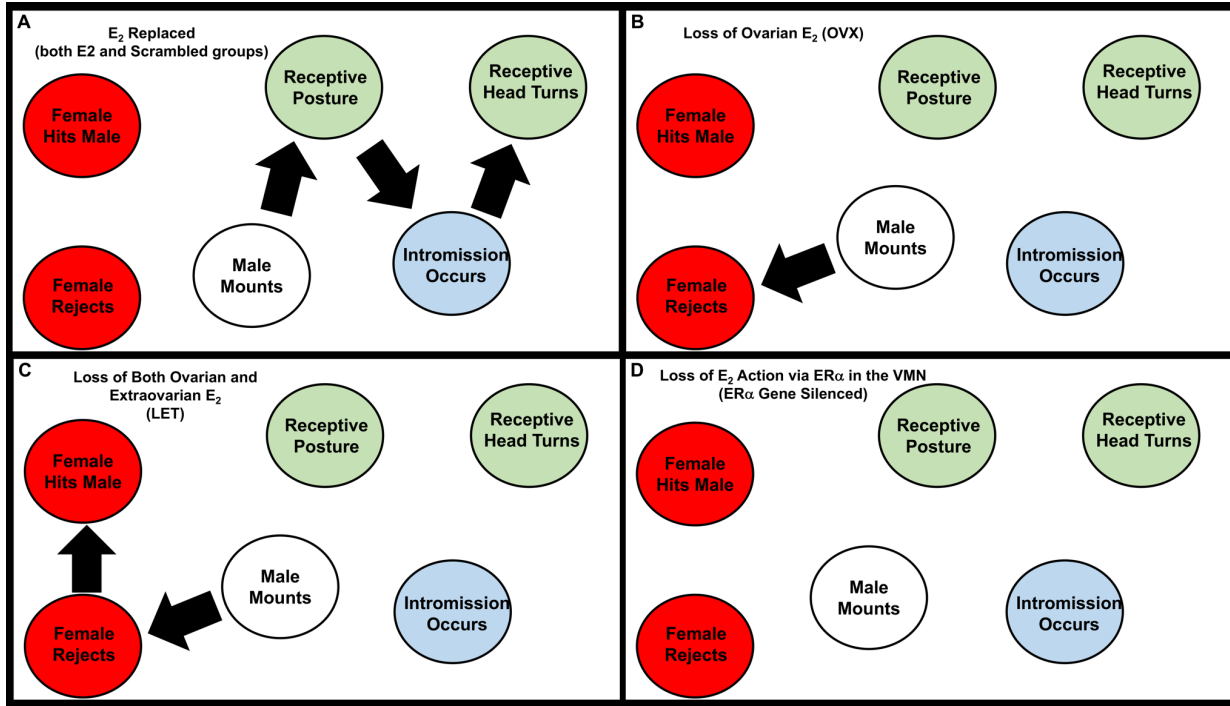 A
E₂ Replaced
(both E2 and Scrambled groups)
Receptive
Posture
Receptive
Head Turns
Female
Hits Male
Female
Rejects
Male
Mounts
Intromission
Occurs
B
Loss of Ovarian E₂ (OVX)
Receptive
Posture
Receptive
Head Turns
Female
Hits Male
Male
Mounts
Female
Rejects
Intromission
Occurs
C
Loss of Both Ovarian and
Extraovarian E₂
(LET)
Receptive
Posture
Receptive
Head Turns
Female
Hits Male
Male
Mounts
Intromission
Occurs
Female
Rejects
D
Loss of E₂ Action via ERα in the VMN
(ERα Gene Silenced)
Receptive
Posture
Receptive
Head Turns
Female
Hits Male
Male
Mounts
Intromission
Occurs
Female
Rejects